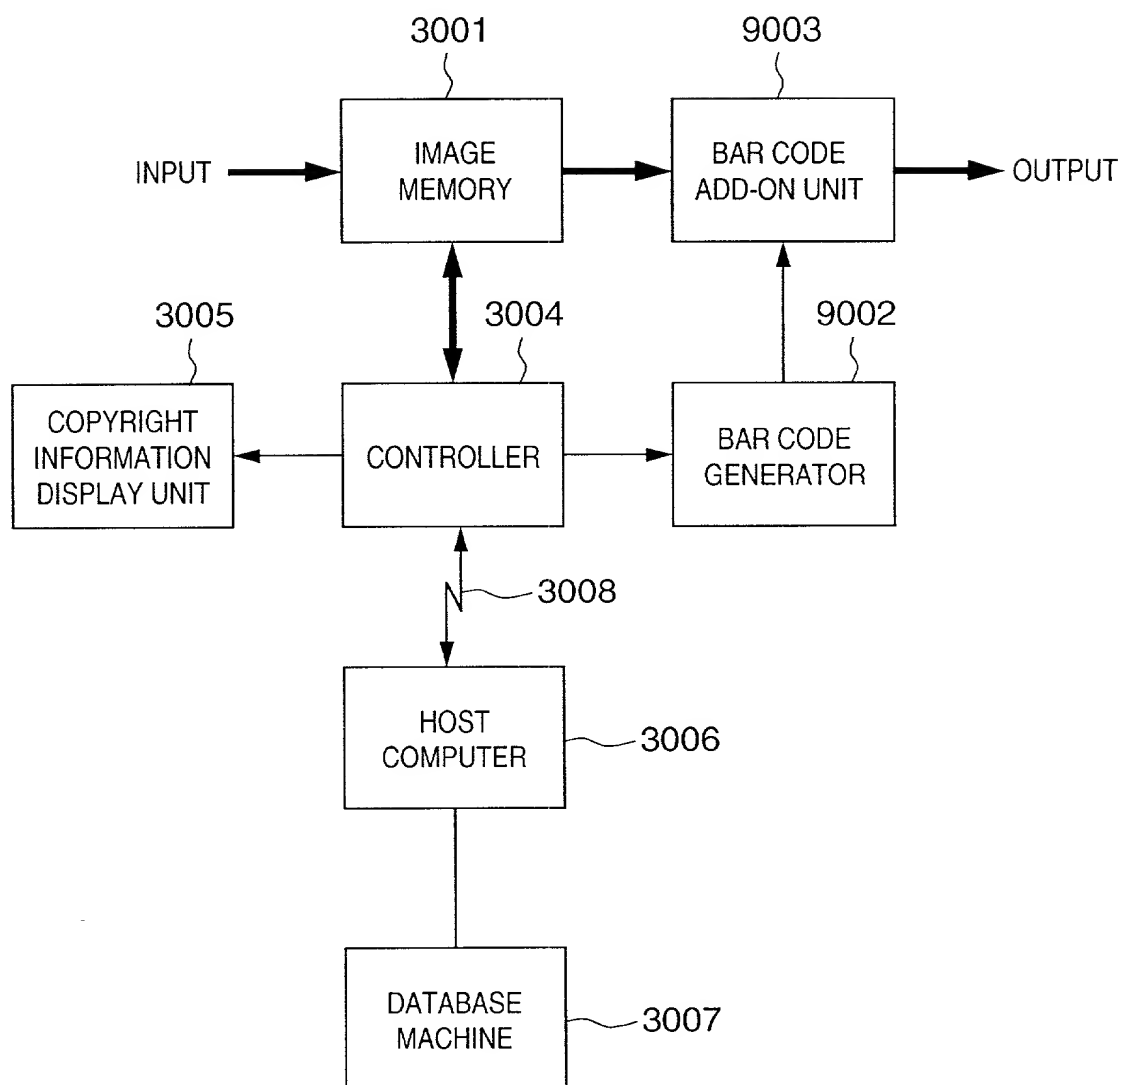 3001
9003
INPUT
IMAGE
MEMORY
BAR CODE
ADD-ON UNIT
OUTPUT
3005
3004
9002
COPYRIGHT
INFORMATION
DISPLAY UNIT
CONTROLLER
BAR CODE
GENERATOR
3008
HOST
COMPUTER
3006
DATABASE
MACHINE
3007